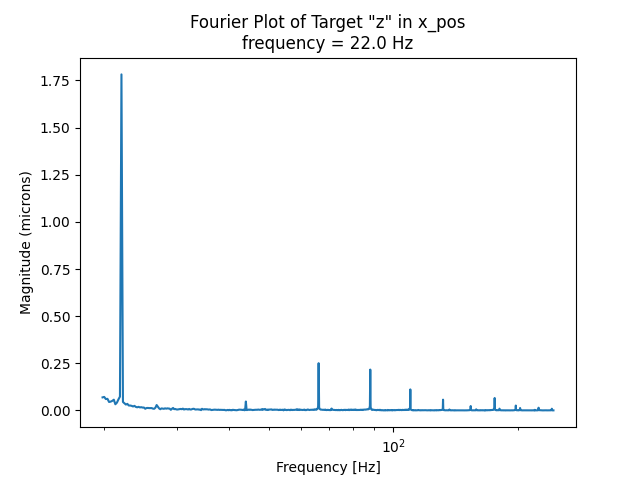 Fourier Plot of Target "z" in x_pos
frequency = 22.0 Hz
1.75
1.50
1.25
1.00
0.75
0.50
0.25
0.00
Magnitude (microns)
10²
Frequency [Hz]